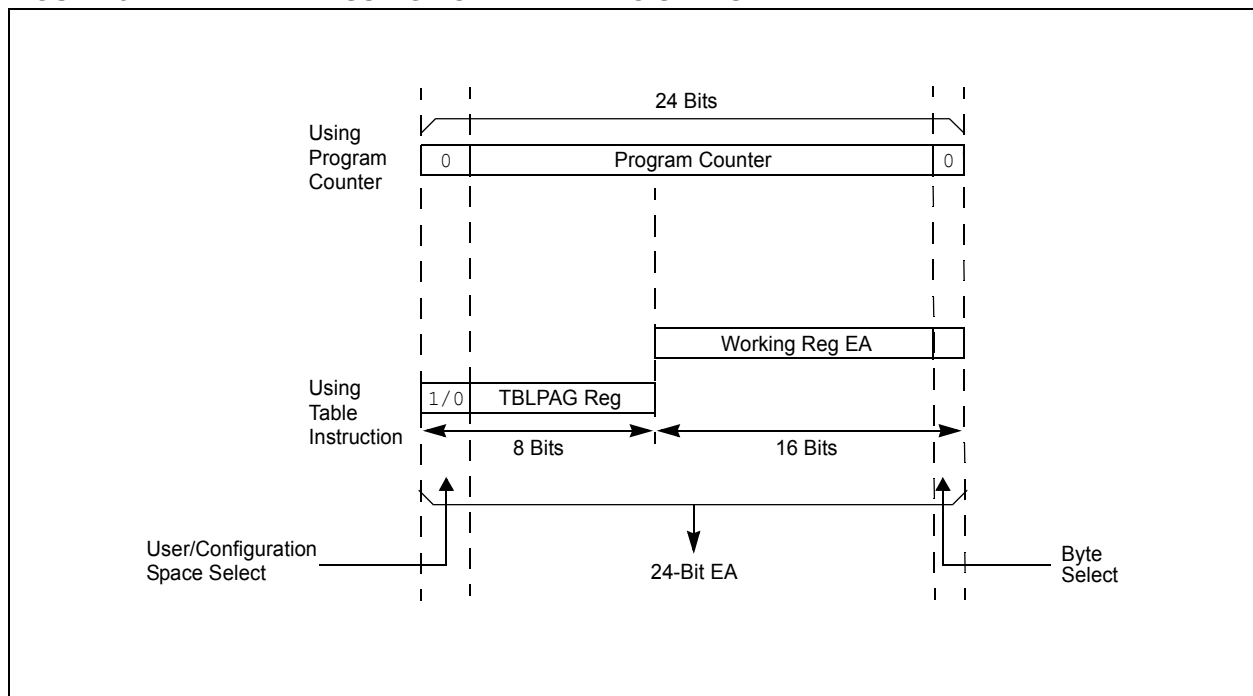 24 Bits
Using
Program
Counter
0
Program Counter
0
Working Reg EA
Using
Table
Instruction
1/0
TBLPAG Reg
8 Bits
16 Bits
User/Configuration
Space Select
24-Bit EA
Byte
Select